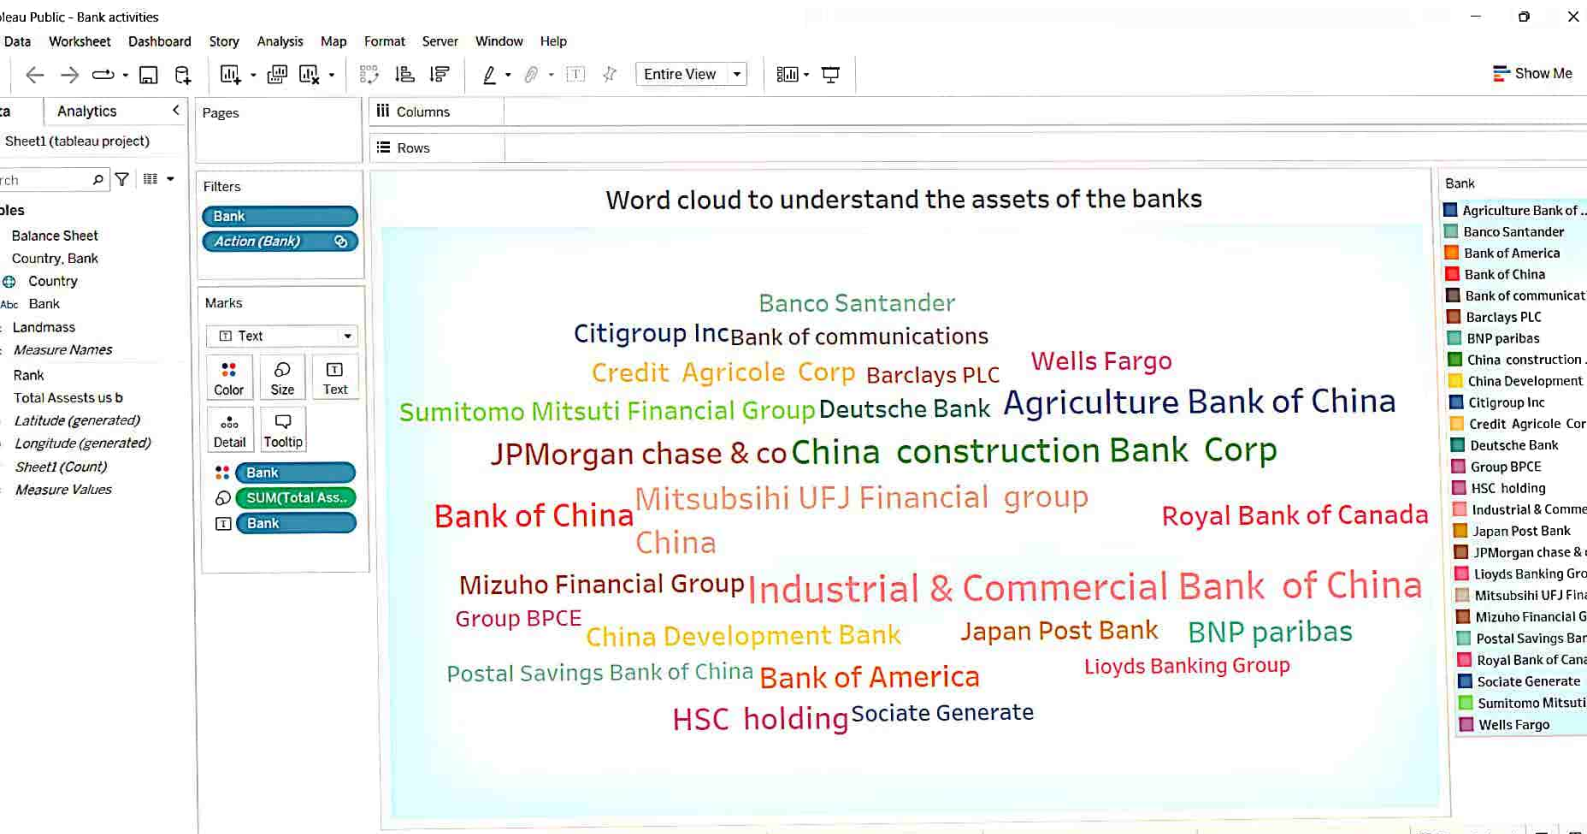 leau Public - Bank activities
Data Worksheet Dashboard Story Analysis Map Format Server Window Help
Entire View
Show Me
ta
Analytics
Sheet1 (tableau project)
rch
bles
Balance Sheet
Country, Bank
Country
Abc Bank
Landmass
Measure Names
Rank
Total Assests us b
Latitude (generated)
Longitude (generated)
Sheet1 (Count)
Measure Values
Pages
Filters
Bank
Action (Bank)
Marks
T Text
Color
Size
T
Text
Detail
Tooltip
Bank
SUM(Total Ass..
T Bank
Columns
Rows
Word cloud to understand the assets of the banks
Banco Santander
Citigroup Inc Bank of communications
Credit Agricole Corp Barclays PLC Wells Fargo
Sumitomo Mitsuti Financial Group Deutsche Bank Agriculture Bank of China
JPMorgan chase & co China construction Bank Corp
Mitsubsihi UFJ Financial group
Bank of China Royal Bank of Canada
China
Mizuho Financial Group Industrial & Commercial Bank of China
Group BPCE
China Development Bank Japan Post Bank BNP paribas
Postal Savings Bank of China Bank of America Lioyds Banking Group
HSC holding Sociate Generate
Bank
Agriculture Bank of ..
Banco Santander
Bank of America
Bank of China
Bank of communicat
Barclays PLC
BNP paribas
China construction .
China Development
Citigroup Inc
Credit Agricole Cor
Deutsche Bank
Group BPCE
HSC holding
Industrial & Comme
Japan Post Bank
JPMorgan chase & c
Lioyds Banking Gro
Mitsubsihi UFJ Fina
Mizuho Financial G
Postal Savings Bar
Royal Bank of Cana
Sociate Generate
Sumitomo Mitsuti
Wells Fargo